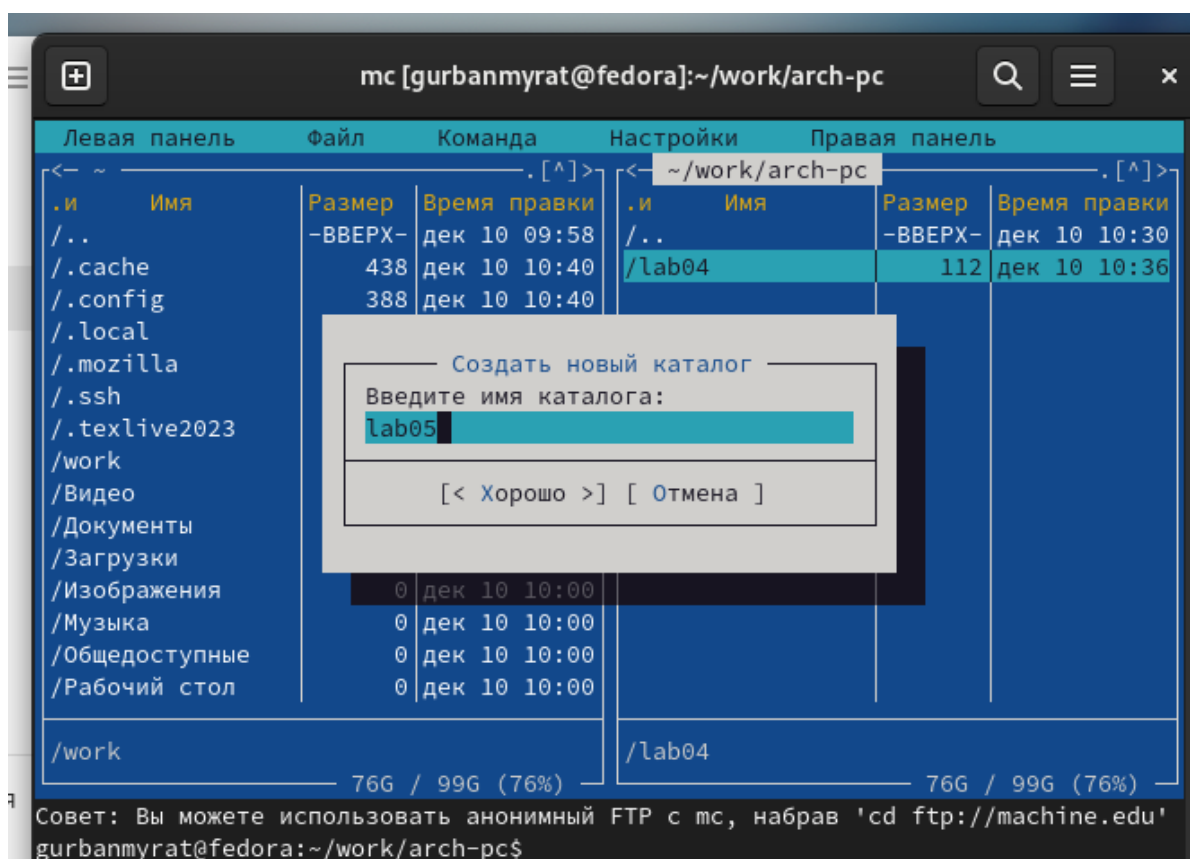 mc [gurbanmyrat@fedora]:~/work/arch-pc
Левая панель Файл Команда Настройки Правая панель
<— ~ .[^]> <— ~/work/arch-pc .[^]>
.и Имя Размер Время правки .и Имя Размер Время правки
/.. -ВВЕРХ- дек 10 09:58 /.. -ВВЕРХ- дек 10 10:30
/.cache 438 дек 10 10:40 /lab04 112 дек 10 10:36
/.config 388 дек 10 10:40
/.local
/.mozilla Создать новый каталог
/.ssh Введите имя каталога:
/.texlive2023 lab05
/work
/Видео [< Хорошо >] [ Отмена ]
/Документы
/Загрузки
/Изображения 0 дек 10 10:00
/Музыка 0 дек 10 10:00
/Общедоступные 0 дек 10 10:00
/Рабочий стол 0 дек 10 10:00
/work /lab04
76G / 99G (76%) 76G / 99G (76%)
Совет: Вы можете использовать анонимный FTP с mc, набрав 'cd ftp://machine.edu'
gurbanmyrat@fedora:~/work/arch-pc$